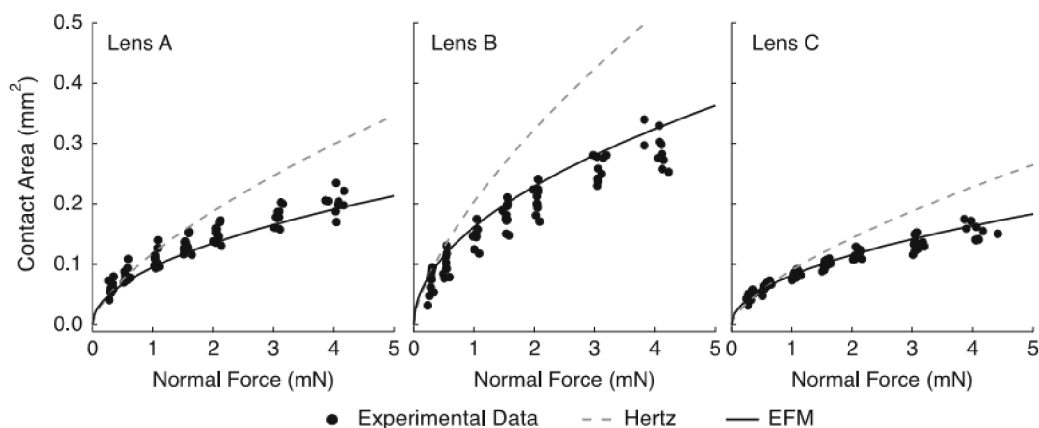 Lens A
Lens B
Lens C
Contact Area (mm²)
0.5
0.4
0.3
0.2
0.1
0.0
0 1 2 3 4 5
0 1 2 3 4 5
0 1 2 3 4 5
Normal Force (mN)
Normal Force (mN)
Normal Force (mN)
Experimental Data
Hertz
EFM